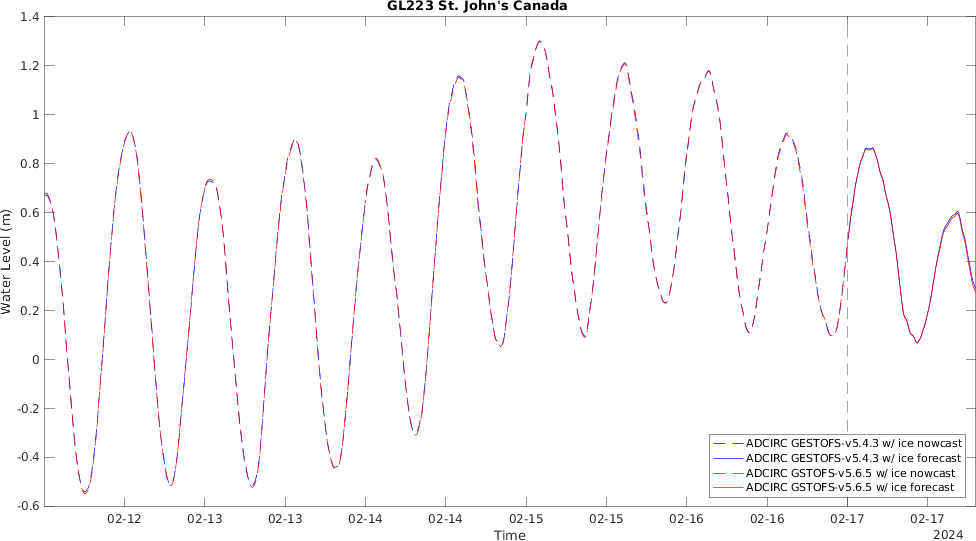 GL223 St. John's Canada
1.4
1.2
1
0.8
0.6
0.4
0.2
0
-0.2
-0.4
-0.6
Water Level (m)
ADCIRC GESTOFS-v5.4.3 w/ ice nowcast
ADCIRC GESTOFS-v5.4.3 w/ ice forecast
ADCIRC GSTOFS-v5.6.5 w/ ice nowcast
ADCIRC GSTOFS-v5.6.5 w/ ice forecast
02-12 02-13 02-13 02-14 02-14 02-15 02-15 02-16 02-16 02-17 02-17
Time
2024